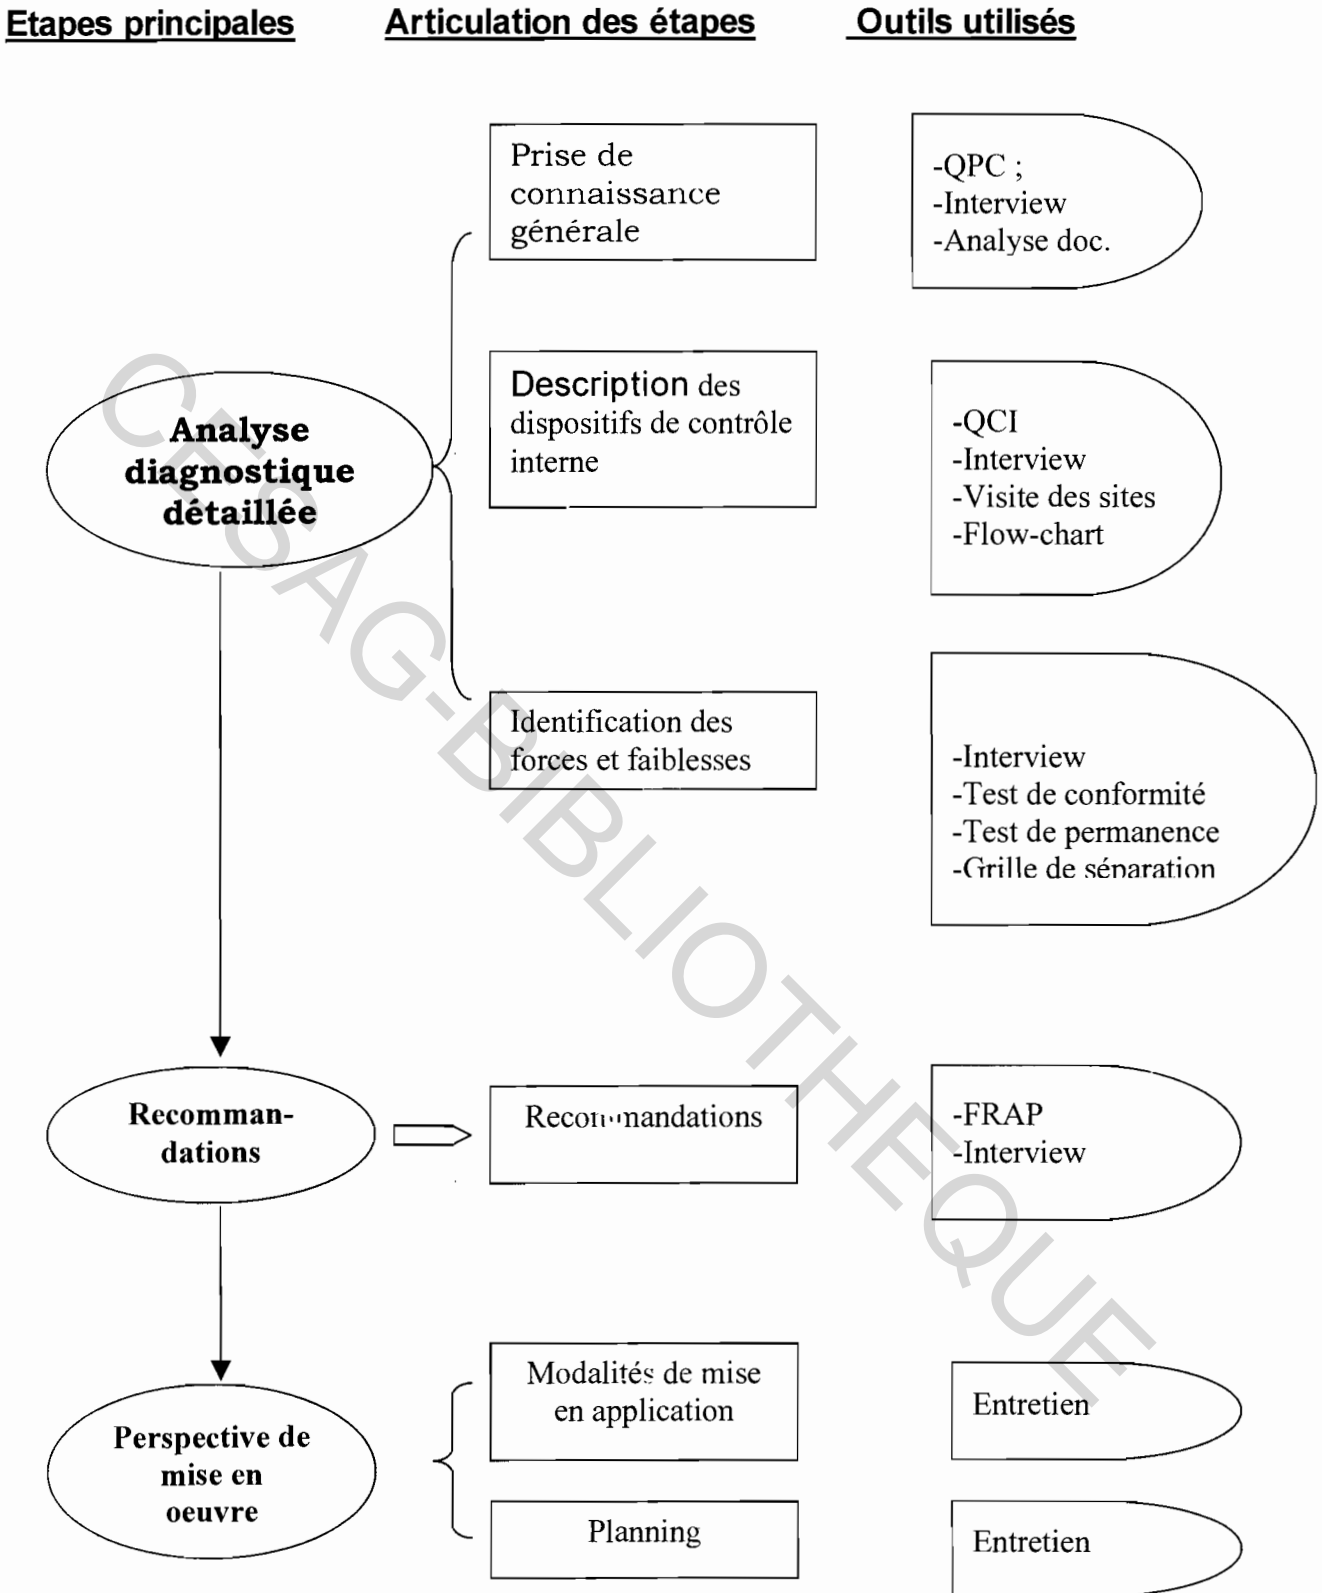 Etapes principales
Articulation des étapes
Outils utilisés
Prise de
connaissance
générale
-QPC ;
-Interview
-Analyse doc.
Analyse
diagnostique
détaillée
Description des
dispositifs de contrôle
interne
-QCI
-Interview
-Visite des sites
-Flow-chart
Identification des
forces et faiblesses
-Interview
-Test de conformité
-Test de permanence
-Grille de séparation
Recomman-
dations
Recommandations
-FRAP
-Interview
Perspective de
mise en
oeuvre
Modalités de mise
en application
Entretien
Planning
Entretien
CESAG-BIBLIOTHEQUE